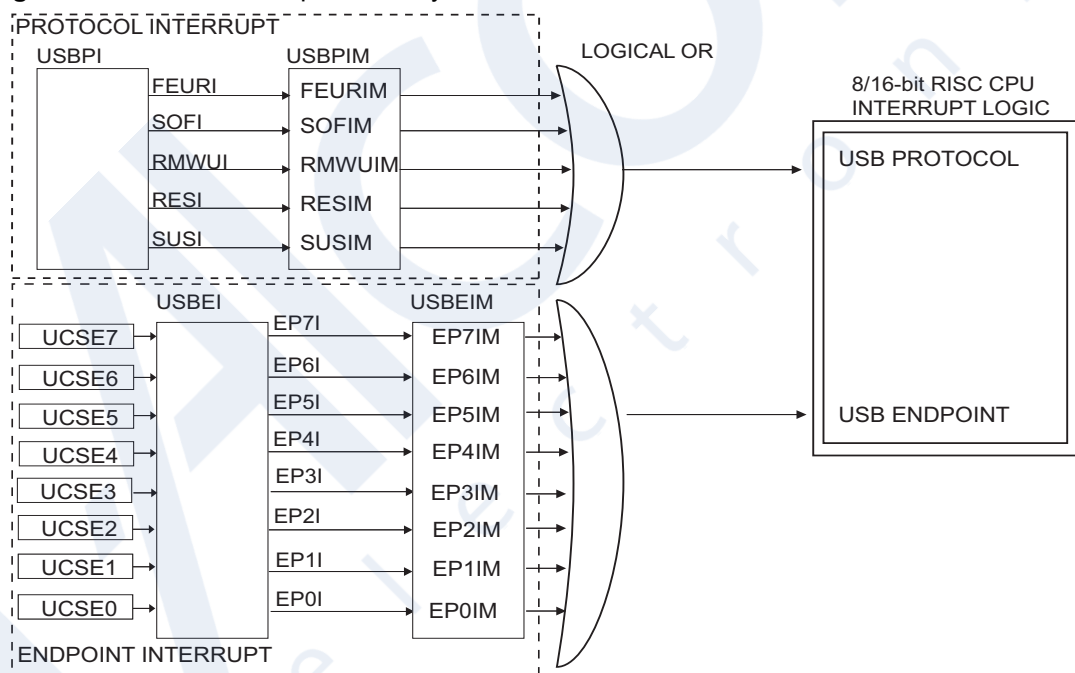 PROTOCOL INTERRUPT
USBPI
USBPIM
LOGICAL OR
FEURI
FEURIM
SOFI
SOFIM
RMWUI
RMWUIM
RESI
RESIM
SUSI
SUSIM
8/16-bit RISC CPU
INTERRUPT LOGIC
USB PROTOCOL
USB ENDPOINT
USBEI
USBEIM
UCSE7
EP7I
EP7IM
UCSE6
EP6I
EP6IM
UCSE5
EP5I
EP5IM
UCSE4
EP4I
EP4IM
UCSE3
EP3I
EP3IM
UCSE2
EP2I
EP2IM
UCSE1
EP1I
EP1IM
UCSE0
EP0I
EP0IM
ENDPOINT INTERRUPT